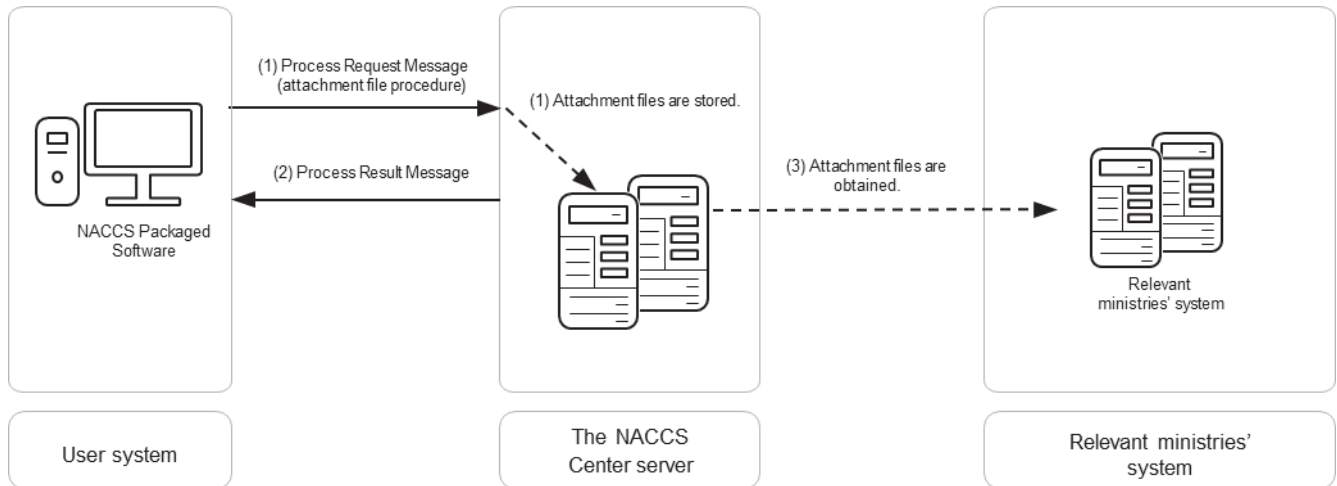 (1) Process Request Message
(attachment file procedure)
(1) Attachment files are stored.
(2) Process Result Message
(3) Attachment files are
obtained.
NACCS Packaged
Software
Relevant
ministries' system
User system
The NACCS
Center server
Relevant ministries'
system